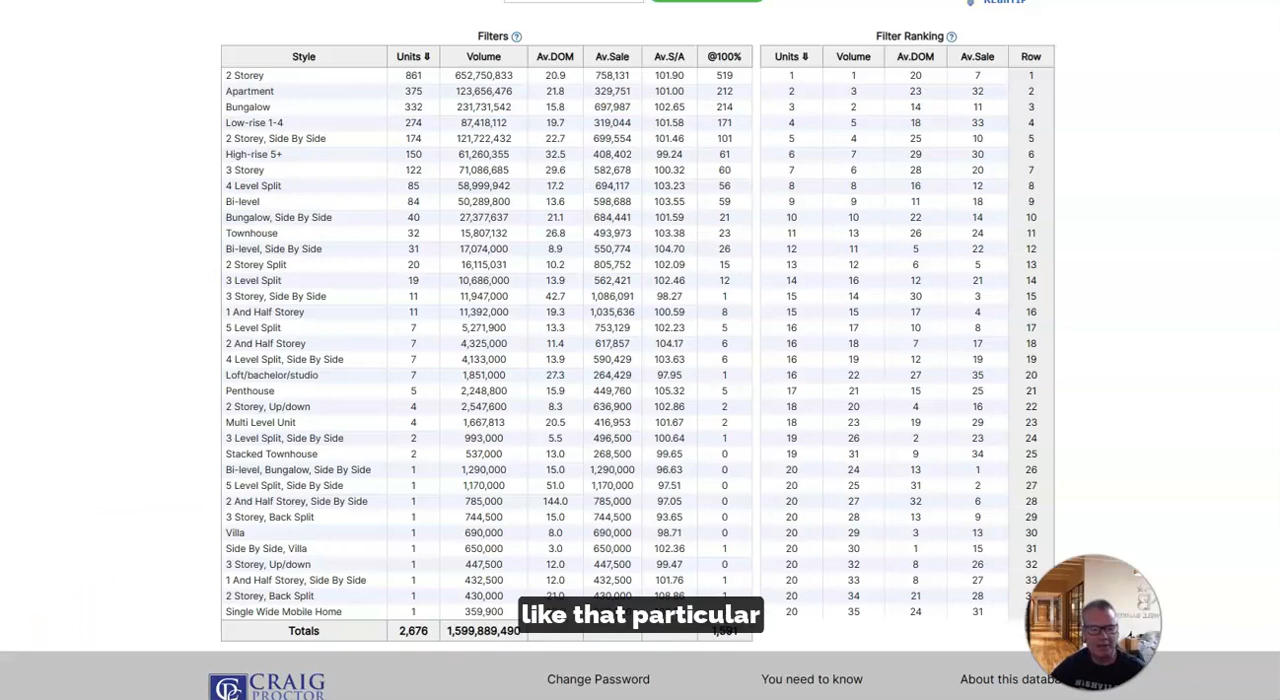 REALTIP
Filters ?
Filter Ranking ?
Style Units Volume Av.DOM Av.Sale Av.S/A @100% Units Volume Av.DOM Av.Sale Row
2 Storey 861 652,750,833 20.9 758,131 101.90 519 1 1 20 7 1
Apartment 375 123,656,476 21.8 329,751 101.00 212 2 3 23 32 2
Bungalow 332 231,731,542 15.8 697,987 102.65 214 3 2 14 11 3
Low-rise 1-4 274 87,418,112 19.7 319,044 101.58 171 4 5 18 33 4
2 Storey, Side By Side 174 121,722,432 22.7 699,554 101.46 101 5 4 25 10 5
High-rise 5+ 150 61,260,355 32.5 408,402 99.24 61 6 7 29 30 6
3 Storey 122 71,086,685 29.6 582,678 100.32 60 7 6 28 20 7
4 Level Split 85 58,999,942 17.2 694,117 103.23 56 8 8 16 12 8
Bi-level 84 50,289,800 13.6 598,688 103.55 59 9 9 11 18 9
Bungalow, Side By Side 40 27,377,637 21.1 684,441 101.59 21 10 10 22 14 10
Townhouse 32 15,807,132 26.8 493,973 103.38 23 11 13 26 24 11
Bi-level, Side By Side 31 17,074,000 8.9 550,774 104.70 26 12 11 5 22 12
2 Storey Split 20 16,115,031 10.2 805,752 102.09 15 13 12 6 5 13
3 Level Split 19 10,686,000 13.9 562,421 102.46 12 14 16 12 21 14
3 Storey, Side By Side 11 11,947,000 42.7 1,086,091 98.27 1 15 14 30 3 15
1 And Half Storey 11 11,392,000 19.3 1,035,636 100.59 8 15 15 17 4 16
5 Level Split 7 5,271,900 13.3 753,129 102.23 5 16 17 10 8 17
2 And Half Storey 7 4,325,000 11.4 617,857 104.17 6 16 18 7 17 18
4 Level Split, Side By Side 7 4,133,000 13.9 590,429 103.63 6 16 19 12 19 19
Loft/bachelor/studio 7 1,851,000 27.3 264,429 97.95 1 16 22 27 35 20
Penthouse 5 2,248,800 15.9 449,760 105.32 5 17 21 15 25 21
2 Storey, Up/down 4 2,547,600 8.3 636,900 102.86 2 18 20 4 16 22
Multi Level Unit 4 1,667,813 20.5 416,953 101.67 2 18 23 19 29 23
3 Level Split, Side By Side 2 993,000 5.5 496,500 100.64 1 19 26 2 23 24
Stacked Townhouse 2 537,000 13.0 268,500 99.65 0 19 31 9 34 25
Bi-level, Bungalow, Side By Side 1 1,290,000 15.0 1,290,000 96.63 0 20 24 13 1 26
5 Level Split, Side By Side 1 1,170,000 51.0 1,170,000 97.51 0 20 25 31 2 27
2 And Half Storey, Side By Side 1 785,000 144.0 785,000 97.05 0 20 27 32 6 28
3 Storey, Back Split 1 744,500 15.0 744,500 93.65 0 20 28 13 9 29
Villa 1 690,000 8.0 690,000 98.71 0 20 29 3 13 30
Side By Side, Villa 1 650,000 3.0 650,000 102.36 1 20 30 1 15 31
3 Storey, Up/down 1 447,500 12.0 447,500 99.47 0 20 32 8 26 32
1 And Half Storey, Side By Side 1 432,500 12.0 432,500 101.76 1 20 33 8 27 33
2 Storey, Back Split 1 430,000 21.0 430,000 108.86 1 20 34 21 28
Single Wide Mobile Home 1 359,900 20 35 24 31
Totals 2,676 1,599,889,490 1,591
like that particular
CRAIG
PROCTOR
Change Password
You need to know
About this datab